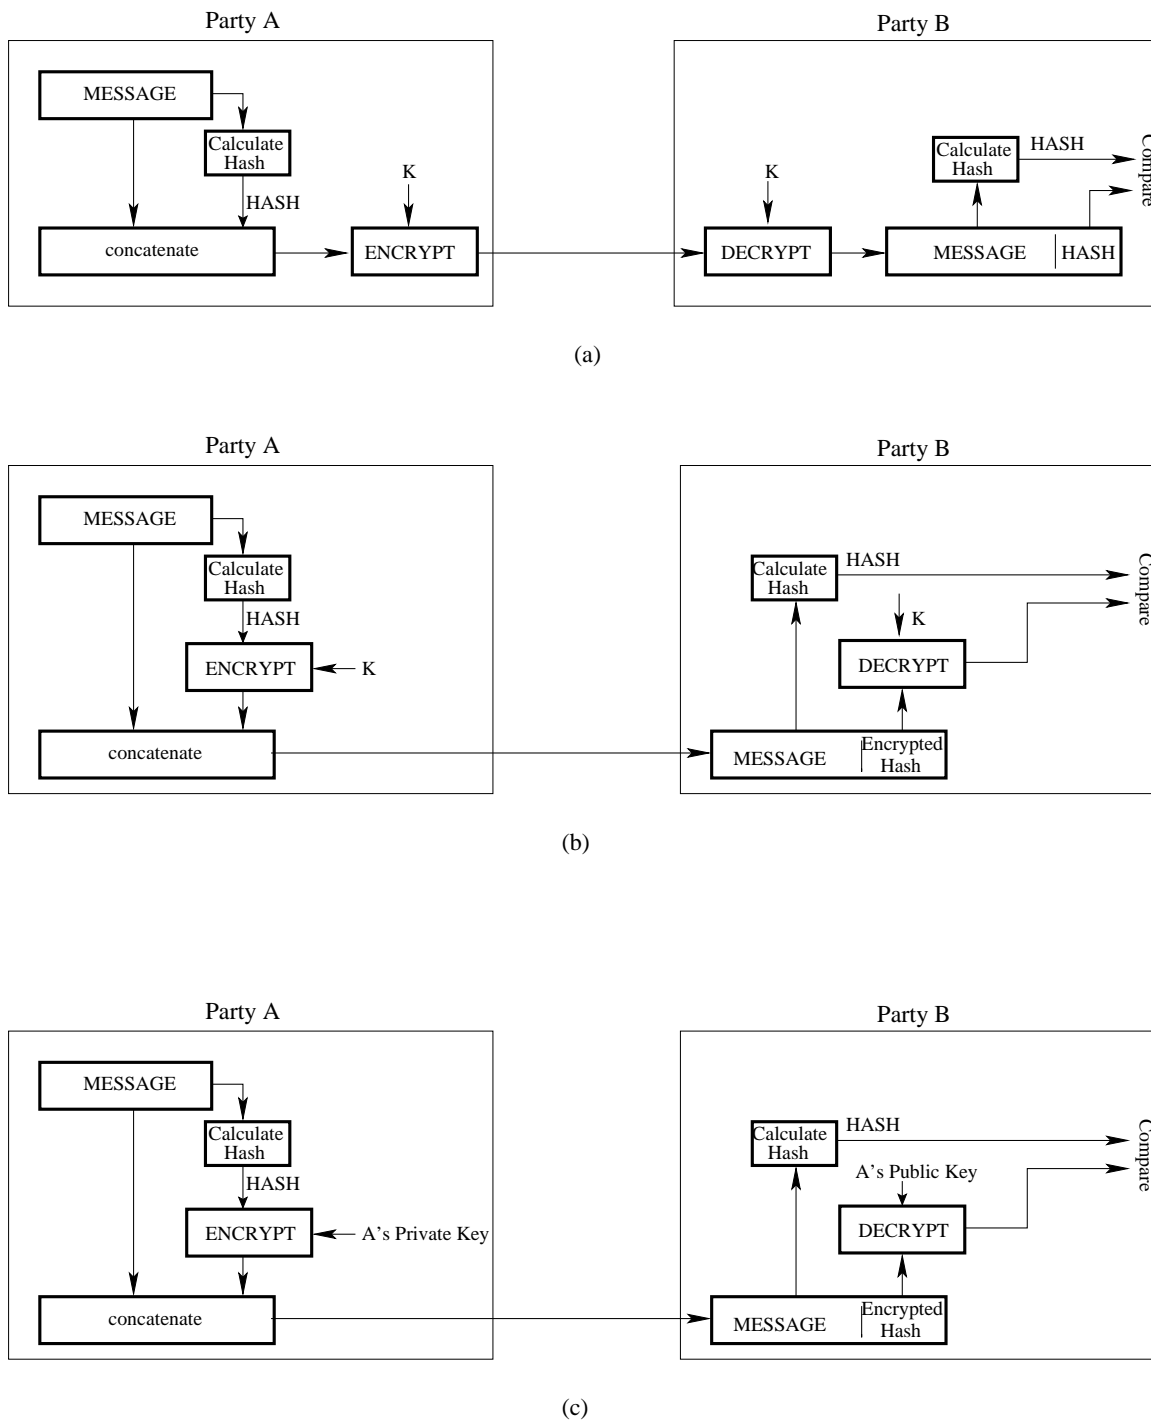 Party A
Party B
MESSAGE
Calculate
Hash
HASH
K
concatenate
ENCRYPT
K
DECRYPT
Calculate
Hash
HASH
MESSAGE
HASH
Compare
(a)
Party A
Party B
MESSAGE
Calculate
Hash
HASH
ENCRYPT
K
concatenate
Calculate
Hash
HASH
K
DECRYPT
MESSAGE
Encrypted
Hash
Compare
(b)
Party A
Party B
MESSAGE
Calculate
Hash
HASH
ENCRYPT
A's Private Key
concatenate
Calculate
Hash
HASH
A's Public Key
DECRYPT
MESSAGE
Encrypted
Hash
Compare
(c)